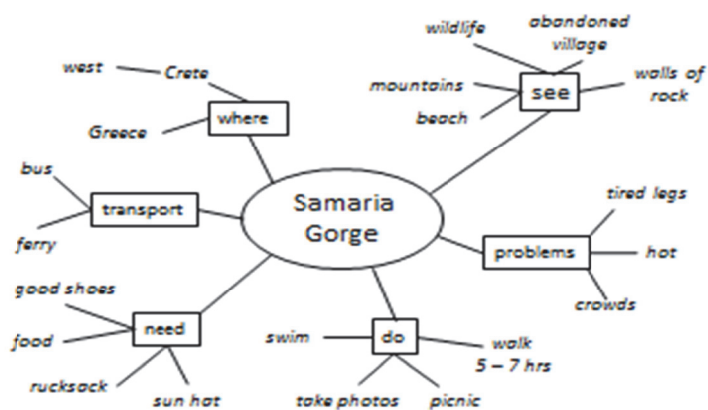 wildlife
abandoned
village
west
Crete
mountains
see
walls of
rock
Greece
where
beach
bus
transport
Samaria
Gorge
tired legs
ferry
problems
hot
good shoes
crowds
need
swim
do
walk
5 – 7 hrs
food
rucksack
sun hat
take photos
picnic